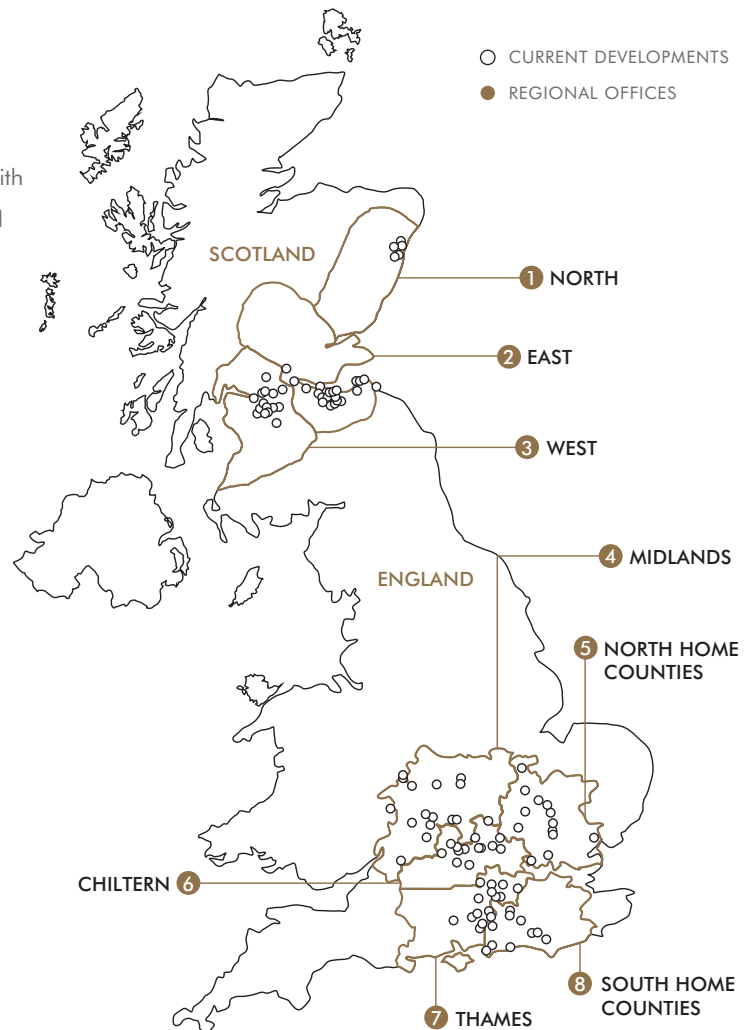 CURRENT DEVELOPMENTS
REGIONAL OFFICES
ith
SCOTLAND
1 NORTH
2 EAST
3 WEST
4 MIDLANDS
ENGLAND
5 NORTH HOME
COUNTIES
CHILTERN 6
8 SOUTH HOME
COUNTIES
7 THAMES